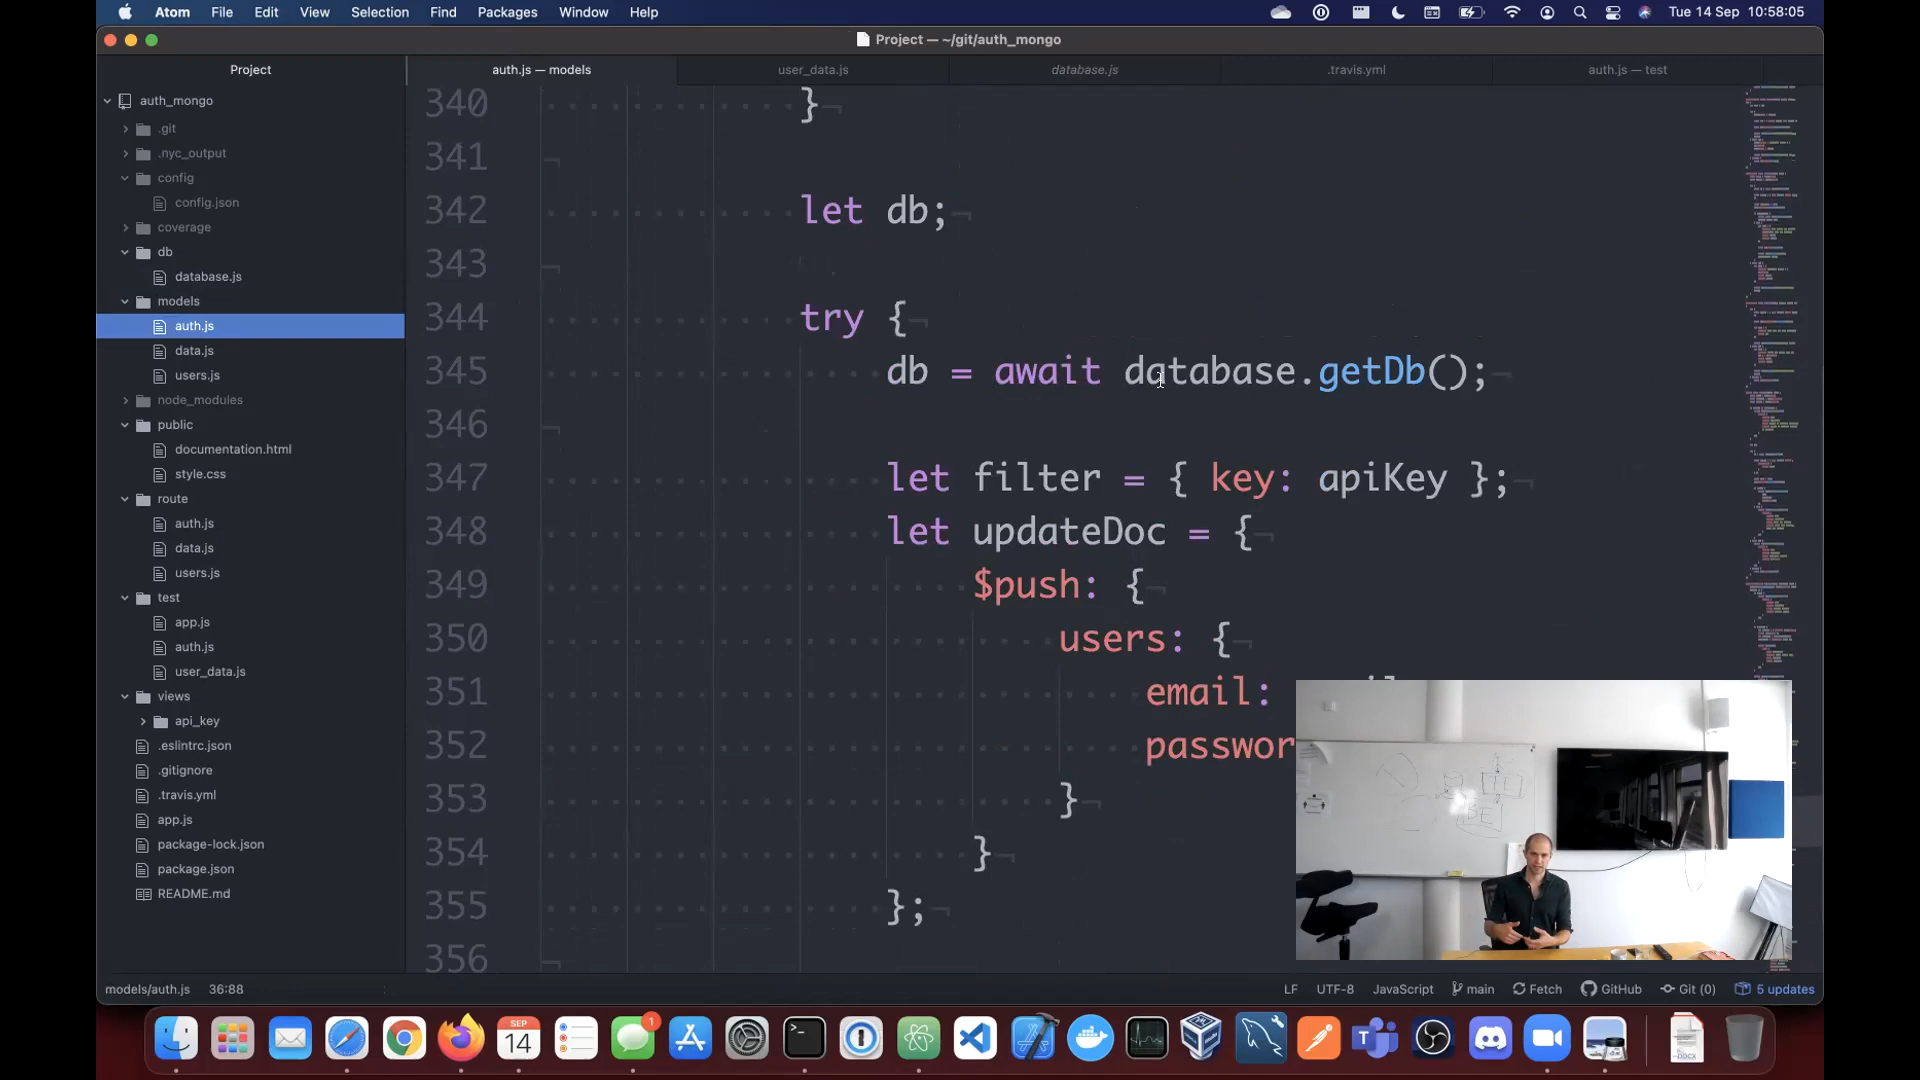 Atom File Edit View Selection Find Packages Window Help
Tue 14 Sep 10:58:05
Project — ~/git/auth_mongo
Project
auth.js — models
user_data.js
database.js
.travis.yml
auth.js — test
auth_mongo
.git
.nyc_output
config
config.json
coverage
db
database.js
models
auth.js
data.js
users.js
node_modules
public
documentation.html
style.css
route
auth.js
data.js
users.js
test
app.js
auth.js
user_data.js
views
api_key
.eslintrc.json
.gitignore
.travis.yml
app.js
package-lock.json
package.json
README.md
340 }
341
342 let db;
343
344 try {
345 db = await database.getDb();
346
347 let filter = { key: apiKey };
348 let updateDoc = {
349 $push: {
350 users: {
351 email:
352 passwor
353 }
354 }
355 };
356
models/auth.js 36:88
LF UTF-8 JavaScript main Fetch GitHub Git (0) 5 updates
SEP
14
1
DOCX